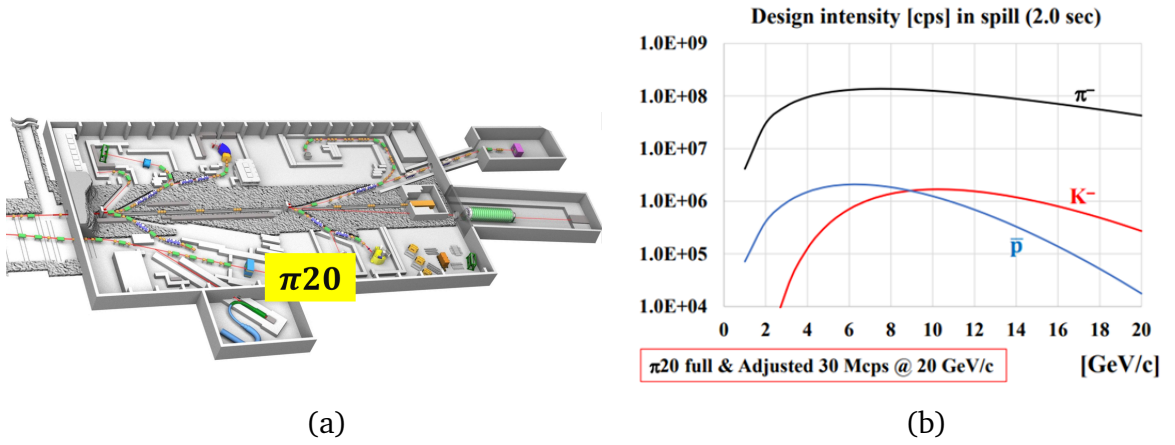 π20
(a)
Design intensity [cps] in spill (2.0 sec)
1.0E+09
1.0E+08
1.0E+07
1.0E+06
1.0E+05
1.0E+04
π⁻
K⁻
p̅
0 2 4 6 8 10 12 14 16 18 20
[GeV/c]
π20 full & Adjusted 30 Mcps @ 20 GeV/c
(b)